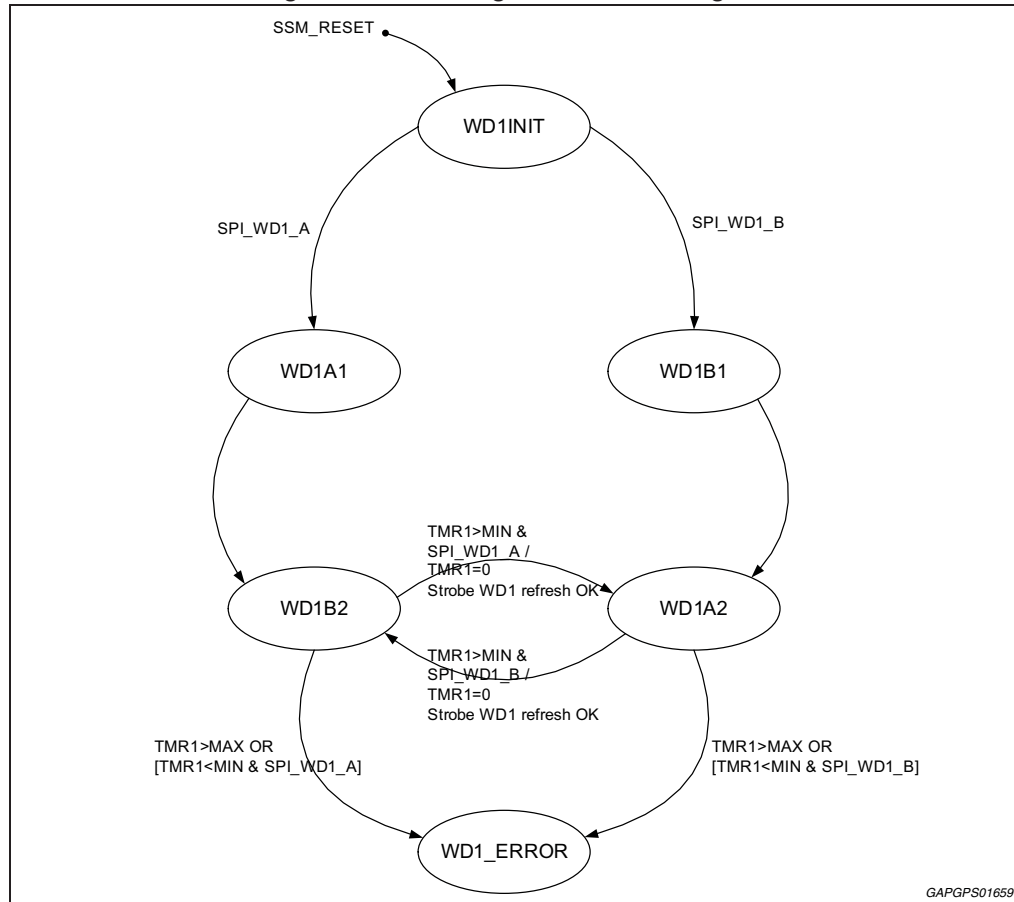 SSM_RESET
WD1INIT
SPI_WD1_A
SPI_WD1_B
WD1A1
WD1B1
TMR1>MIN &
SPI_WD1_A /
TMR1=0
Strobe WD1 refresh OK
WD1B2
WD1A2
TMR1>MIN &
SPI_WD1_B /
TMR1=0
Strobe WD1 refresh OK
TMR1>MAX OR
[TMR1<MIN & SPI_WD1_A]
TMR1>MAX OR
[TMR1<MIN & SPI_WD1_B]
WD1_ERROR
GAPGPS01659